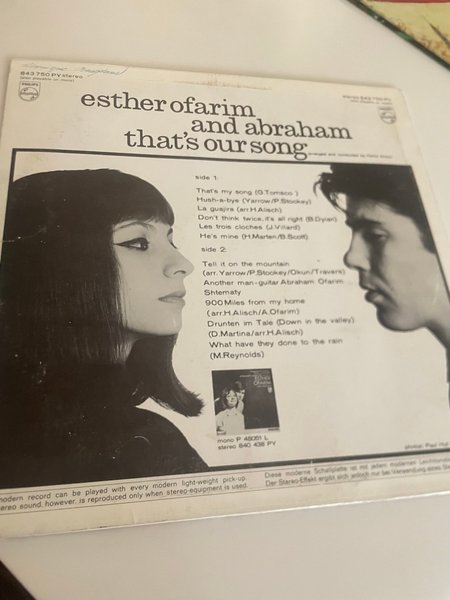 843 750 PY stereo
PHILIPS
stereo 843 750 PY
PHILIPS
esther ofarim
and abraham
that's our song
side 1:
That's my song (G.Tomsco)
Hush-a-bye (Yarrow/P.Stookey)
La guajira (arr.H.Alisch)
Don't think twice, it's all right (B.Dylan)
Les trois cloches (J.Villard)
He's mine (H.Marten/B.Scott)
side 2:
Tell it on the mountain
(arr.Yarrow/P.Stookey/Okun/Travers)
Another man-guitar Abraham Ofarim
Shtematy
900 Miles from my home
(arr.H.Alisch/A.Ofarim)
Drunten im Tale (Down in the valley)
(D.Martina/arr.H.Alisch)
What have they done to the rain
(M.Reynolds)
mono P 48051 L
stereo 840 438 PY
modern record can be played with every modern light-weight pick-up.
stereo sound, however, is reproduced only when stereo-equipment is used.
Diese moderne Schallplatte ist mit jedem modernen
Der Stereo-Effekt ergibt sich jedoch nur bei Verwendung eines